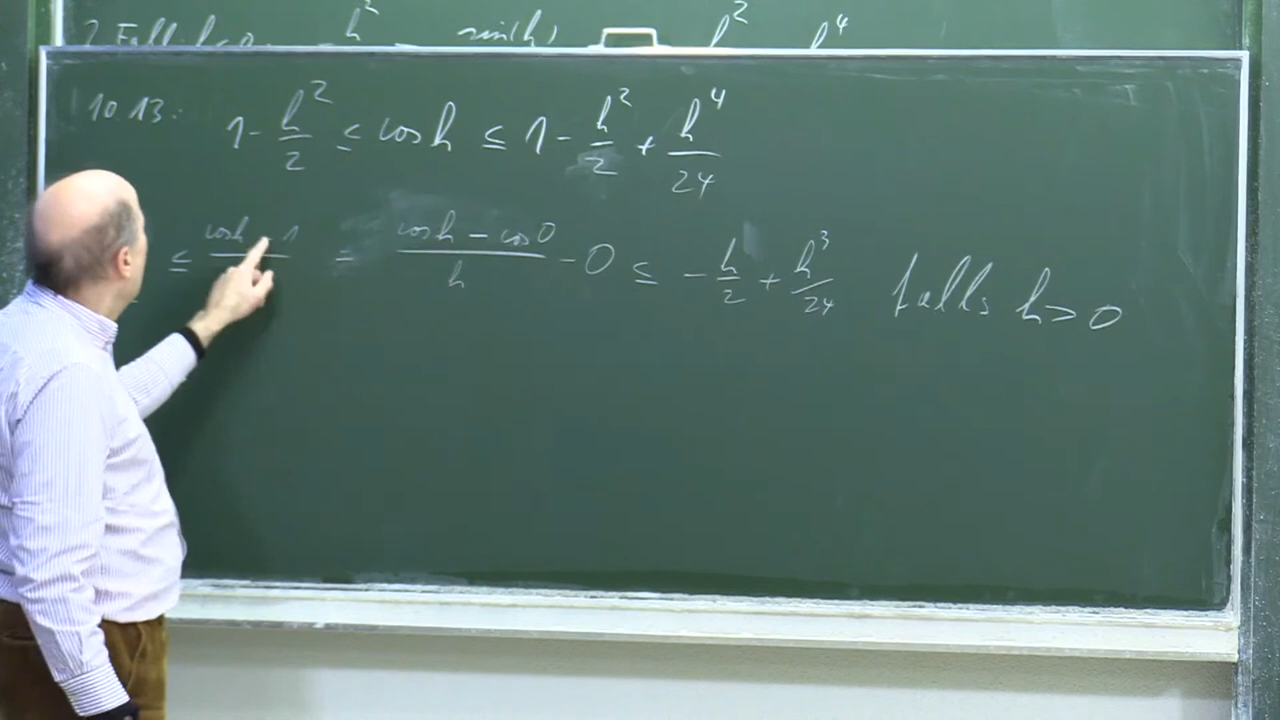 2. Fall h<0 h² sin(h) h² h⁴
10.13: 1 - h²/2 ≤ cos h ≤ 1 - h²/2 + h⁴/24
≤ cos h - 1 = (cos h - cos 0)/h - 0 ≤ - h/2 + h³/24 falls h > 0